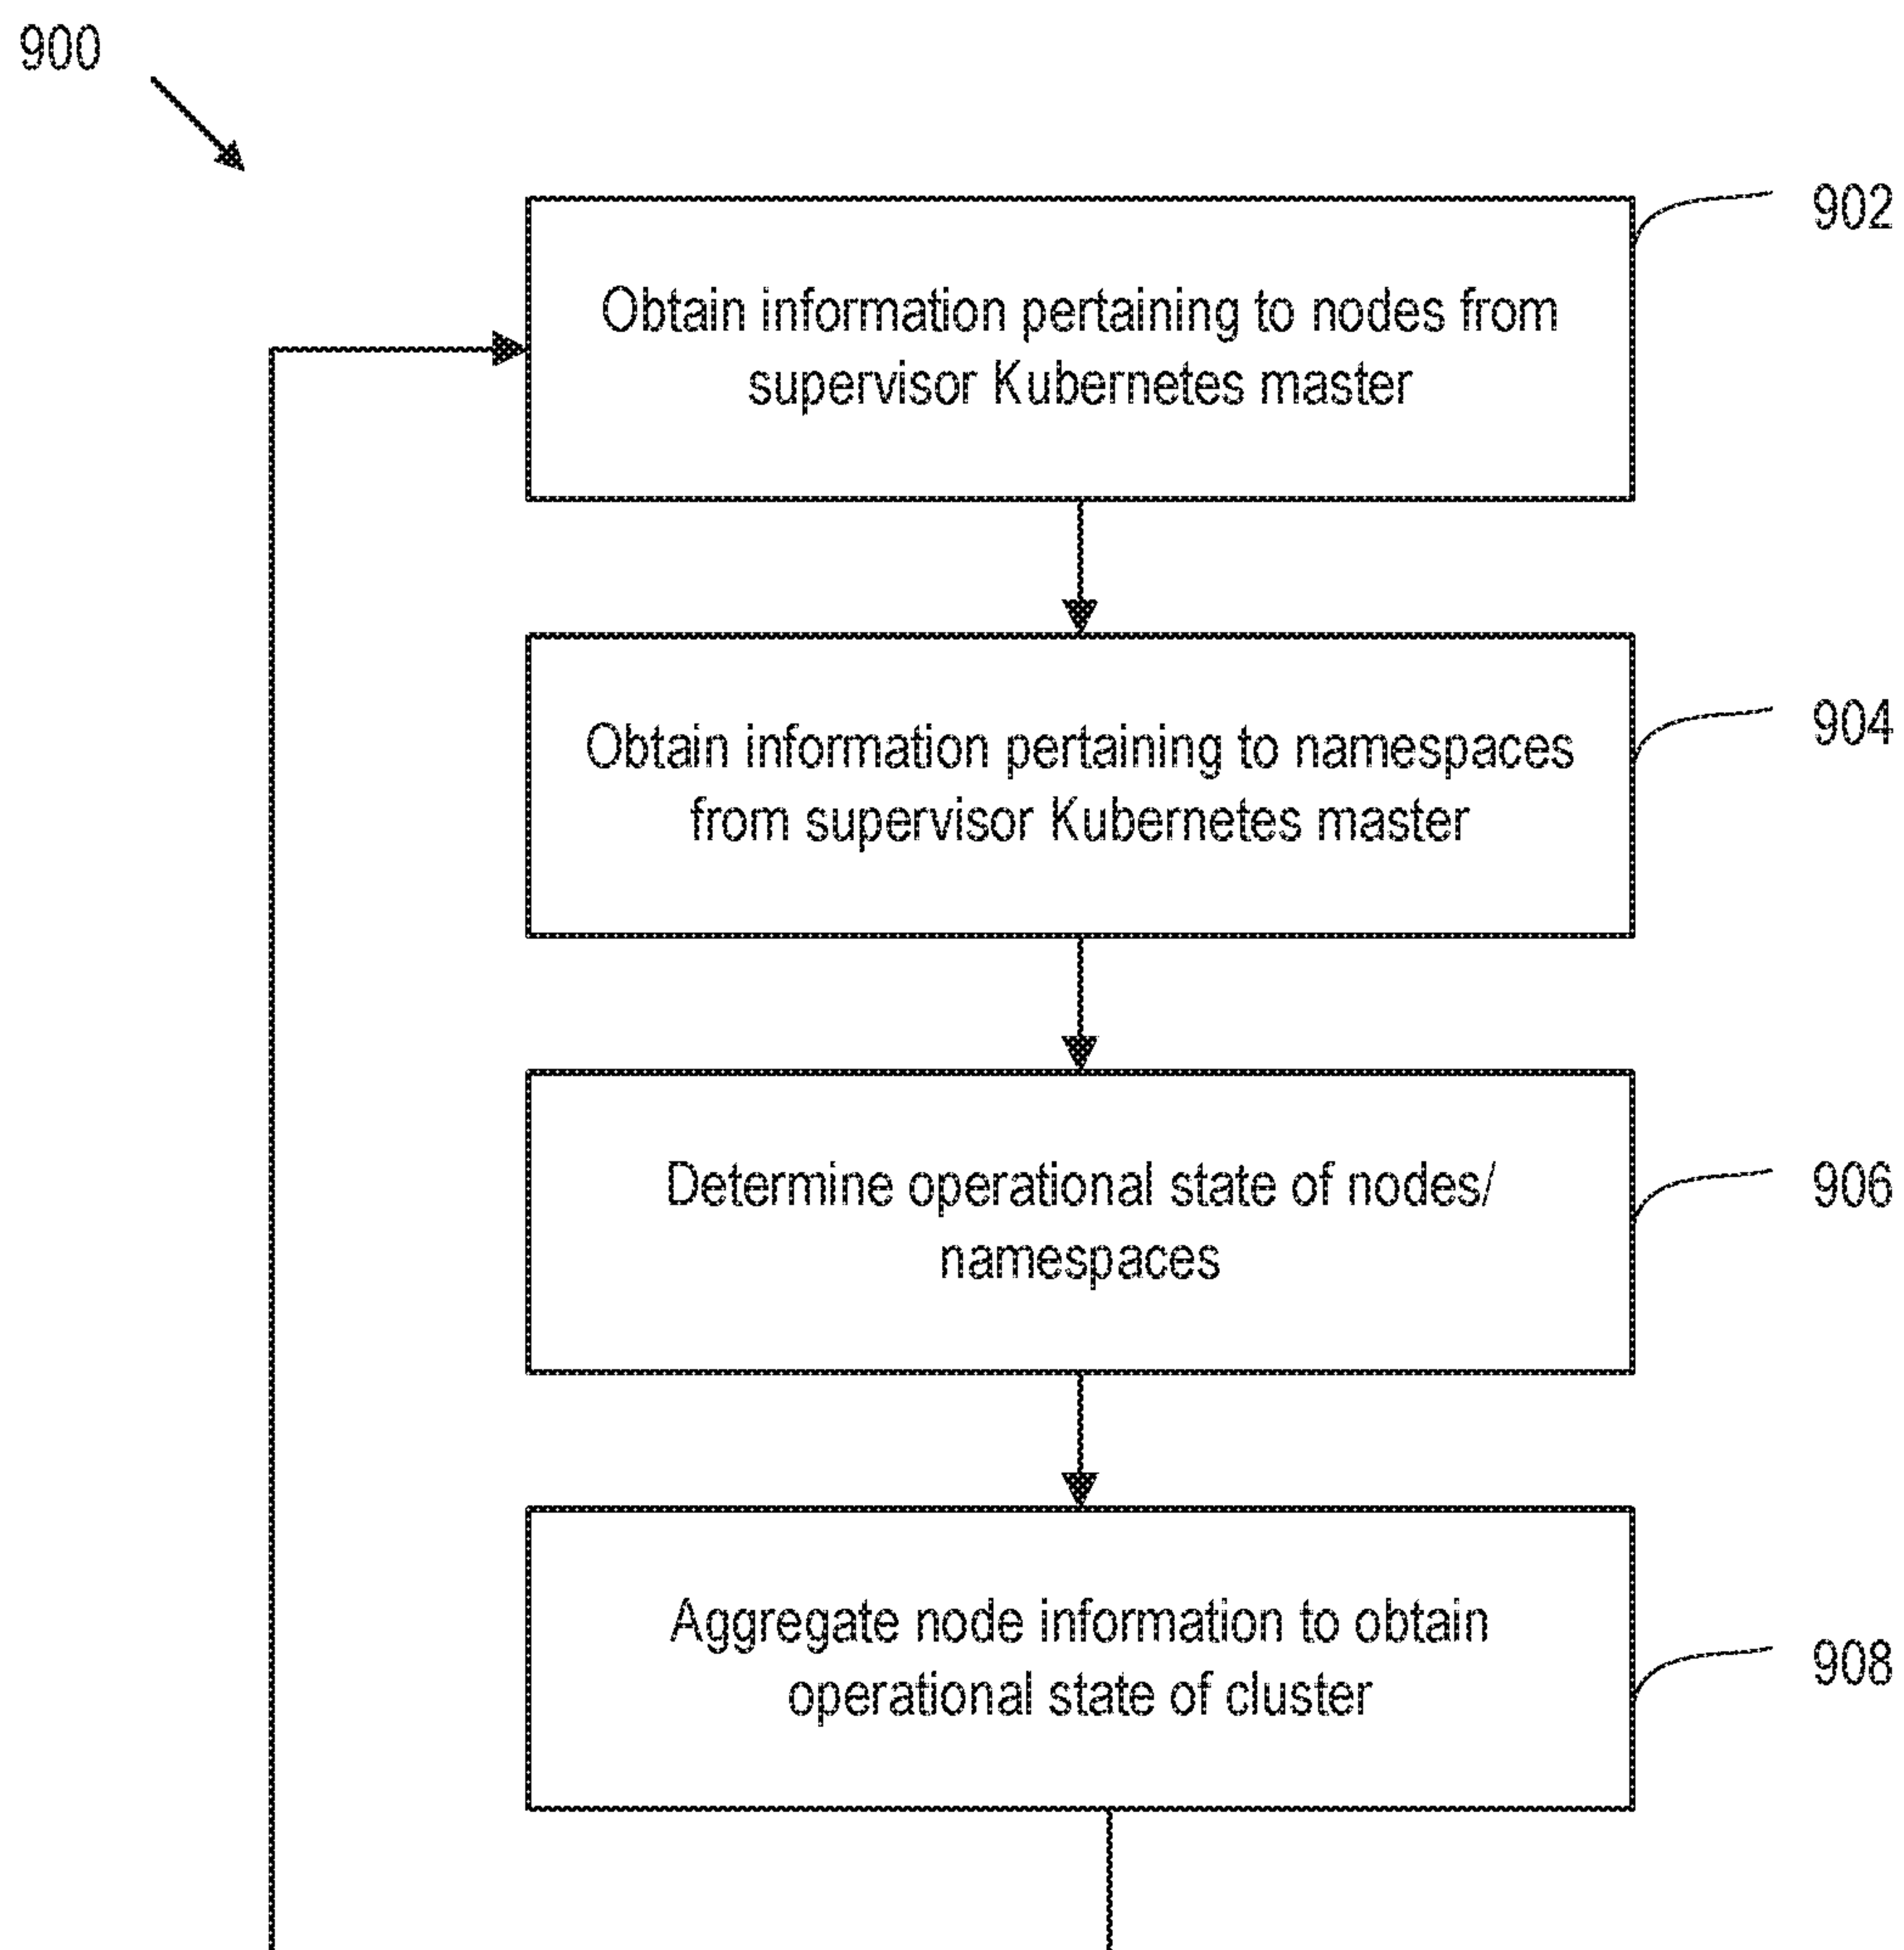 900
902
Obtain information pertaining to nodes from
supervisor Kubernetes master
904
Obtain information pertaining to namespaces
from supervisor Kubernetes master
906
Determine operational state of nodes/
namespaces
908
Aggregate node information to obtain
operational state of cluster